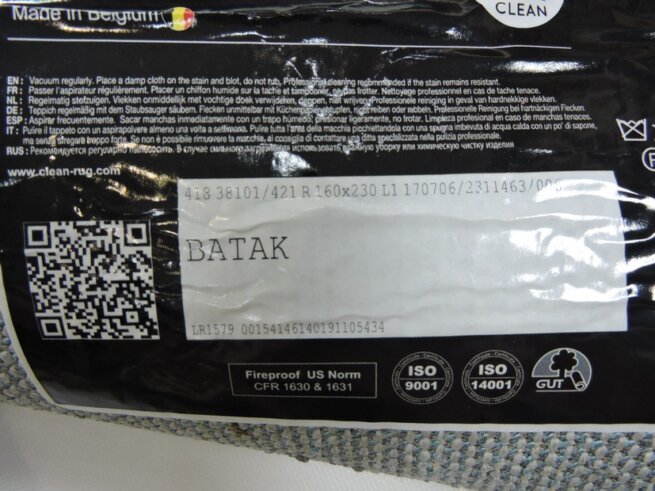 Made in Belgium
CLEAN
EN: Vacuum regularly. Place a damp cloth on the stain and blot, do not rub. Professional cleaning recommended if the stain remains resistant.
FR: Passer l'aspirateur régulièrement. Placer un chiffon humide sur la tache et tamponner, ne pas frotter. Nettoyage professionnel en cas de tache tenace.
NL: Regelmatig stofzuigen. Vlekken onmiddellijk met vochtige doek verwijderen, deppen, niet wrijven. Professionele reiniging in geval van hardnekkige vlekken.
DE: Teppich regelmäßig mit dem Staubsauger säubern. Flecken unmittelbar mit Küchenpapier abtupfen, nicht reiben oder rubbeln. Professionelle Reinigung bei hartnäckigen Flecken.
ESP: Aspirar frecuentemente. Sacar manchas inmediatamente con un trapo húmedo, presionar ligeramente, no frotar. Limpieza profesional en caso de manchas tenaces.
IT: Pulire il tappeto con un aspiravolere almeno una volta a settimana. Pulire tutta l'area della macchia picchiettandola con una spugna imbevuta di acqua calda con un po' di sapone,
ma senza sfregare troppo forte. Se non è possibile rimuovere la macchia, si consiglia di contattare una ditta specializzata nella pulizia professionale.
RUS: Рекомендуется регулярно пылесосить. В случае сильного загрязнения использовать влажную уборку или химическую чистку изделия
www.clean-rug.com
418 38101/421 R 160x230 L1 170706/2311463/000
BATAK
LR1579 00154146140191105434
Fireproof US Norm
CFR 1630 & 1631
ISO
9001
ISO
14001
GUT